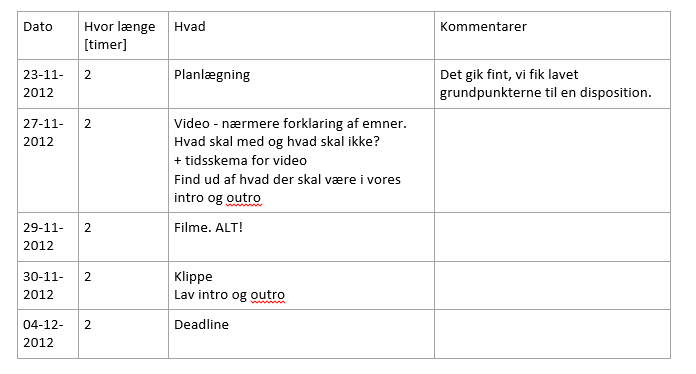 Dato
Hvor længe
[timer]
Hvad
Kommentarer
23-11-
2012
2
Planlægning
Det gik fint, vi fik lavet
grundpunkterne til en disposition.
27-11-
2012
2
Video - nærmere forklaring af emner.
Hvad skal med og hvad skal ikke?
+ tidsskema for video
Find ud af hvad der skal være i vores
intro og outro
29-11-
2012
2
Filme. ALT!
30-11-
2012
2
Klippe
Lav intro og outro
04-12-
2012
2
Deadline